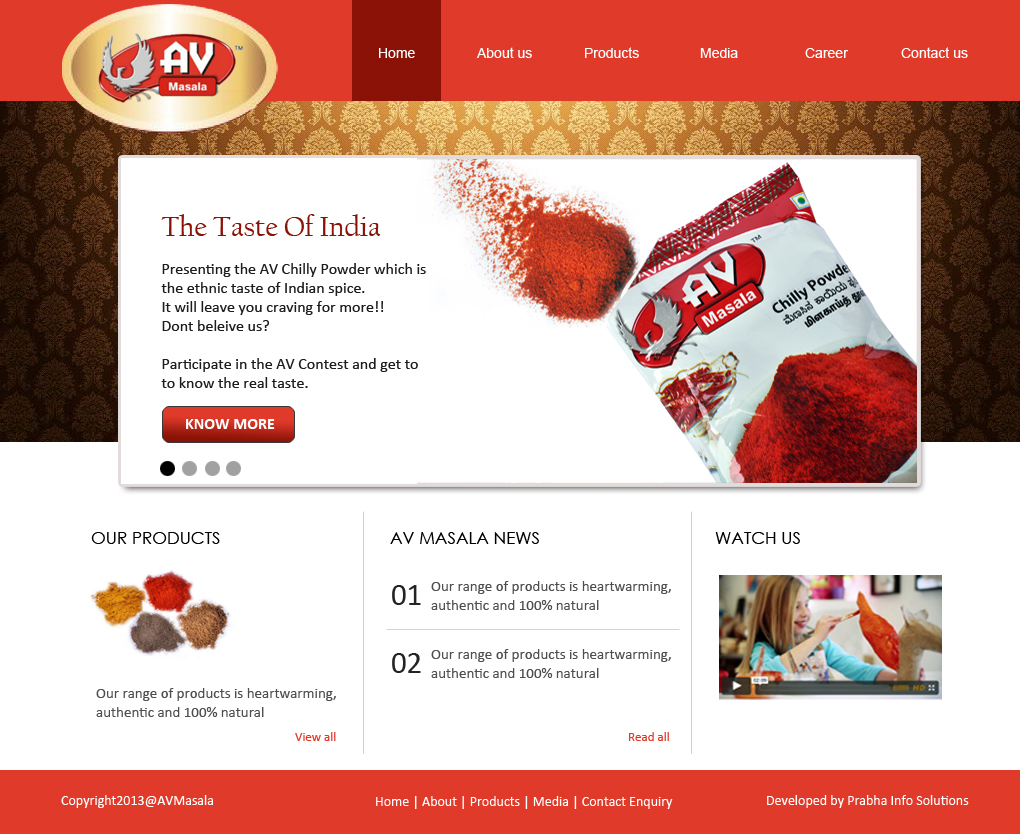 AV
TM
Masala
Home
About us
Products
Media
Career
Contact us
The Taste Of India
Presenting the AV Chilly Powder which is
the ethnic taste of Indian spice.
It will leave you craving for more!!
Dont beleive us?
Participate in the AV Contest and get to
to know the real taste.
KNOW MORE
AV
TM
Masala
Chilly Powder
மிளகாய்த் தூ
OUR PRODUCTS
Our range of products is heartwarming,
authentic and 100% natural
View all
AV MASALA NEWS
01
Our range of products is heartwarming,
authentic and 100% natural
02
Our range of products is heartwarming,
authentic and 100% natural
Read all
WATCH US
HD
Copyright2013@AVMasala
Home | About | Products | Media | Contact Enquiry
Developed by Prabha Info Solutions